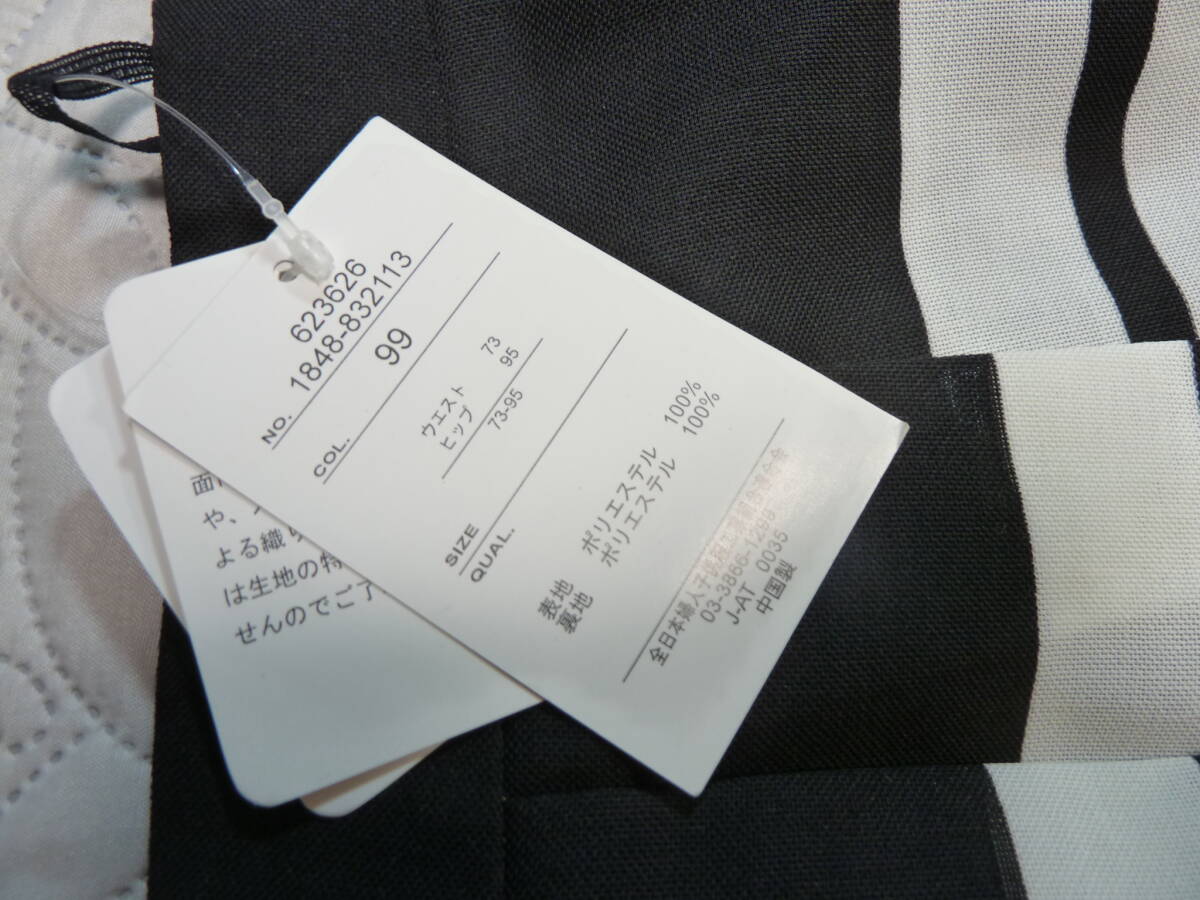 NO.
623626
1848-832113
COL.
99
SIZE
ウエスト 73
ヒップ 95
73-95
QUAL.
表地 ポリエステル 100%
裏地 ポリエステル 100%
全日本婦人子供服工業組合連合会
03-3866-1299
J-AT 0035
中国製
面
や、
よる織り
は生地の特
せんのでご了